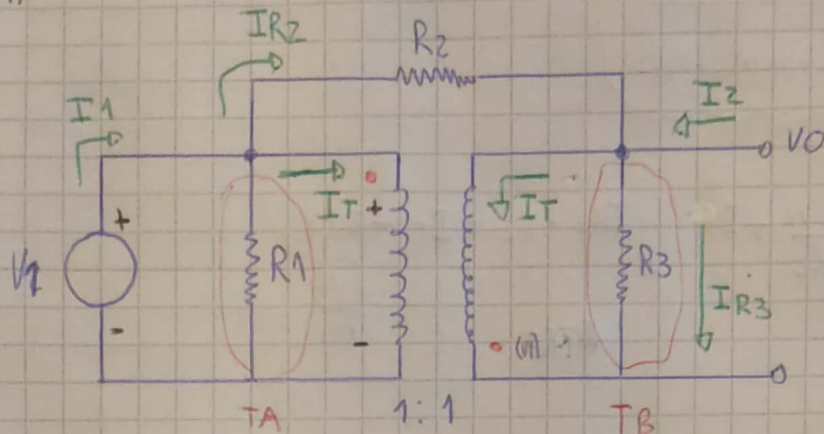 IR2
R2
I1
I2
VO
IT
+
IT
+
V1
R1
R3
IR3
-
-
TA
1:1
TB